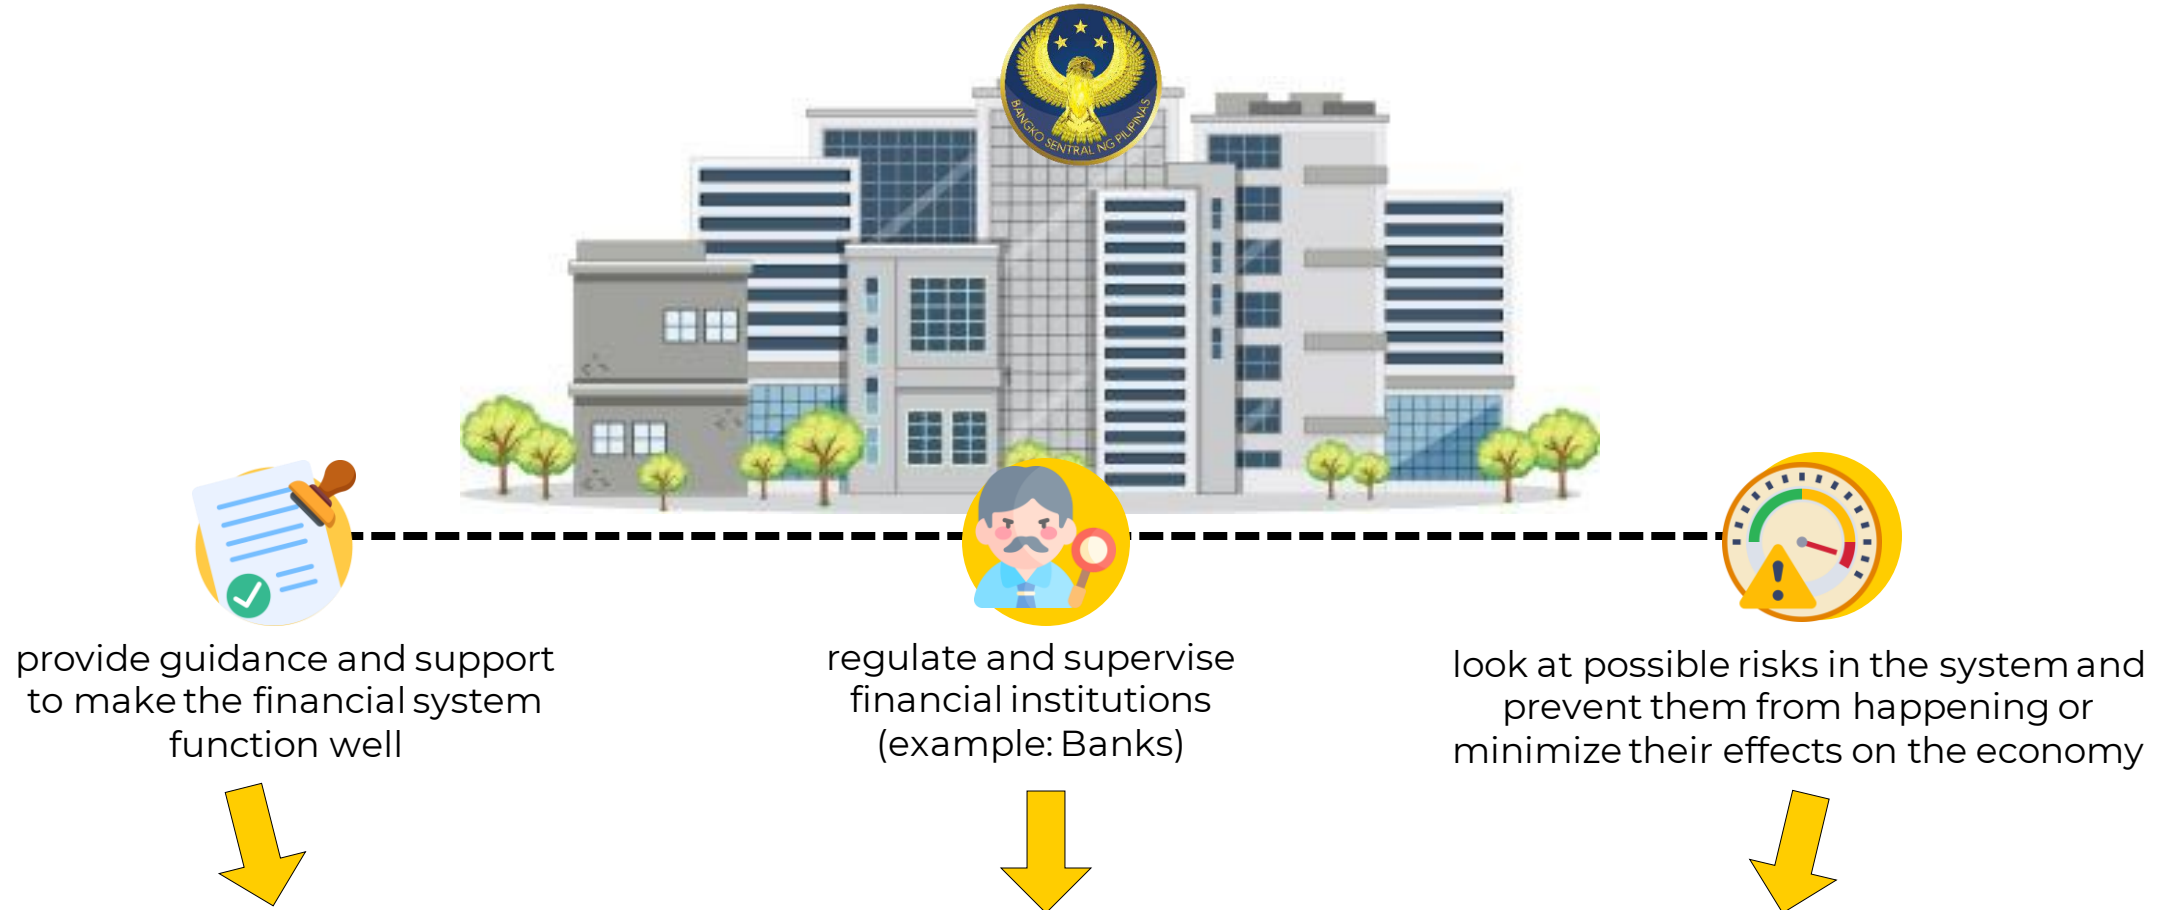 BANGKO SENTRAL NG PILIPINAS
provide guidance and support
to make the financial system
function well
regulate and supervise
financial institutions
(example: Banks)
look at possible risks in the system and
prevent them from happening or
minimize their effects on the economy